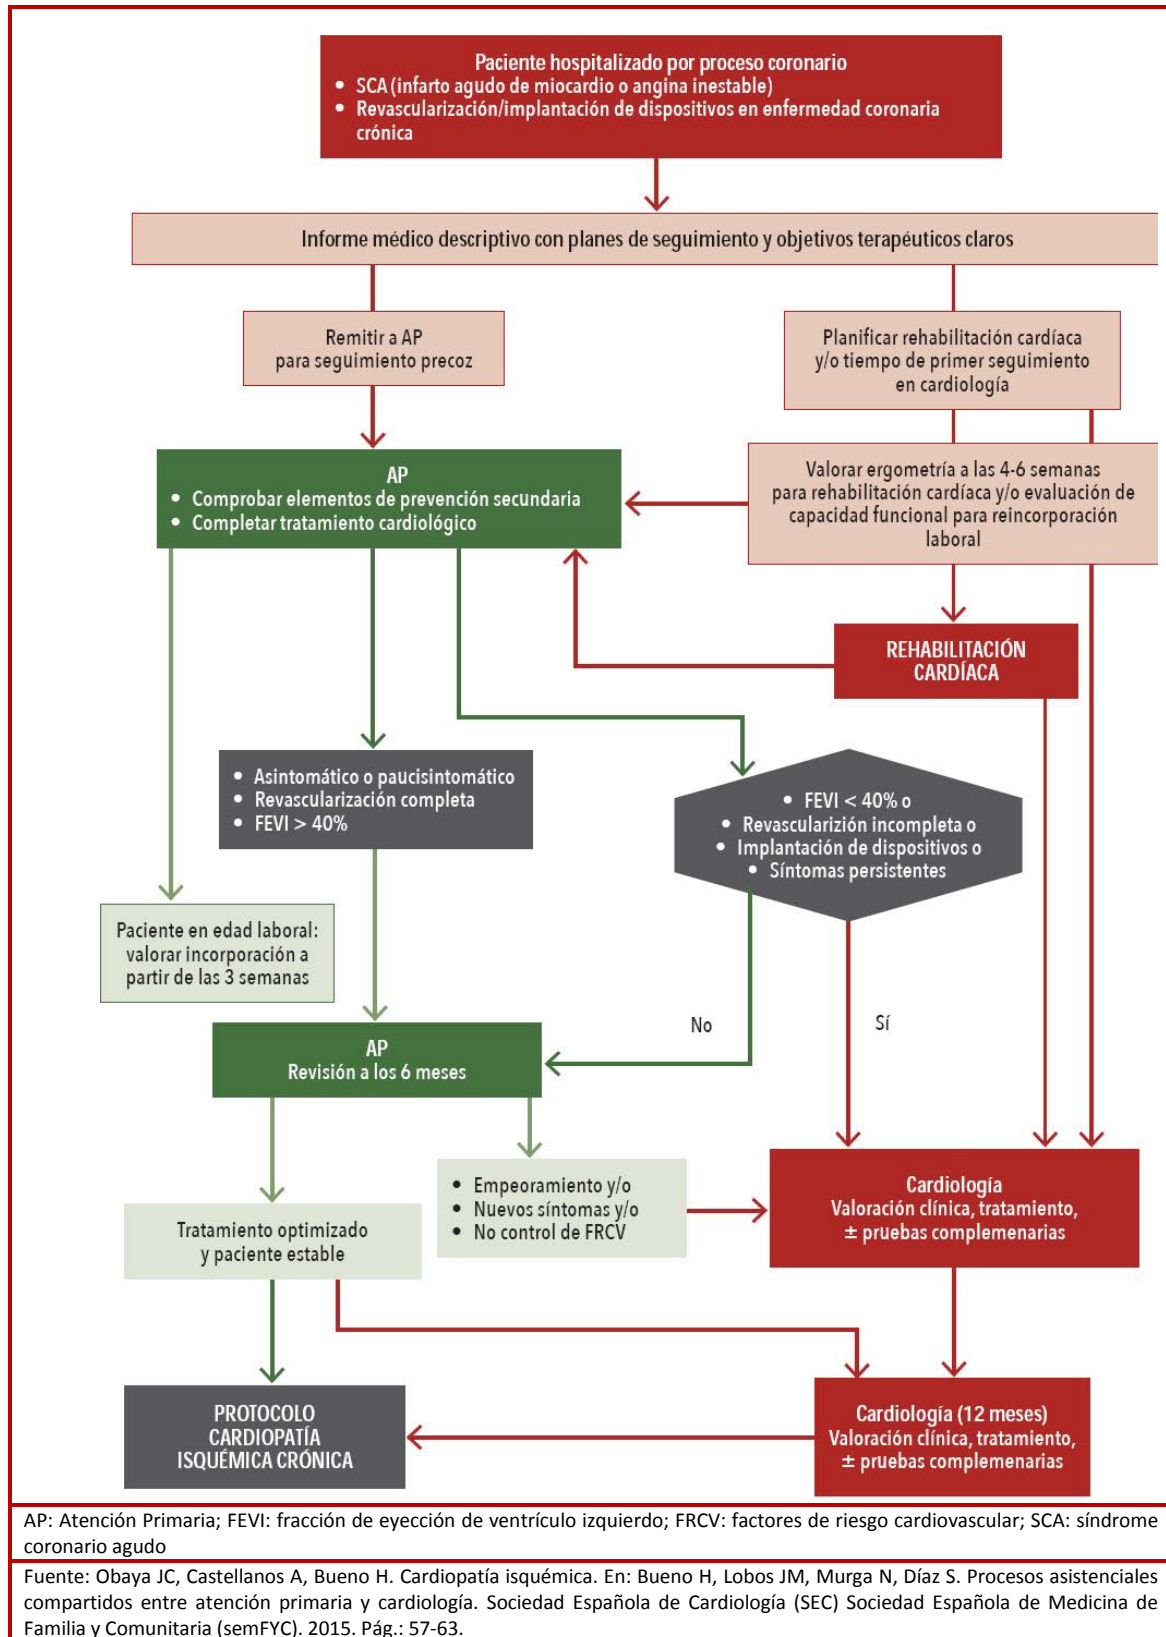 Paciente hospitalizado por proceso coronario
• SCA (infarto agudo de miocardio o angina inestable)
• Revascularización/implantación de dispositivos en enfermedad coronaria
crónica
Informe médico descriptivo con planes de seguimiento y objetivos terapéuticos claros
Remitir a AP
para seguimiento precoz
Planificar rehabilitación cardíaca
y/o tiempo de primer seguimiento
en cardiología
AP
• Comprobar elementos de prevención secundaria
• Completar tratamiento cardiológico
Valorar ergometría a las 4-6 semanas
para rehabilitación cardíaca y/o evaluación de
capacidad funcional para reincorporación
laboral
REHABILITACIÓN
CARDÍACA
• Asintomático o paucisintomático
• Revascularización completa
• FEVI > 40%
• FEVI < 40% o
• Revascularizión incompleta o
• Implantación de dispositivos o
• Síntomas persistentes
Paciente en edad laboral:
valorar incorporación a
partir de las 3 semanas
No
Sí
AP
Revisión a los 6 meses
• Empeoramiento y/o
• Nuevos síntomas y/o
• No control de FRCV
Cardiología
Valoración clínica, tratamiento,
± pruebas complemenarias
Tratamiento optimizado
y paciente estable
PROTOCOLO
CARDIOPATÍA
ISQUÉMICA CRÓNICA
Cardiología (12 meses)
Valoración clínica, tratamiento,
± pruebas complemenarias
AP: Atención Primaria; FEVI: fracción de eyección de ventrículo izquierdo; FRCV: factores de riesgo cardiovascular; SCA: síndrome
coronario agudo
Fuente: Obaya JC, Castellanos A, Bueno H. Cardiopatía isquémica. En: Bueno H, Lobos JM, Murga N, Díaz S. Procesos asistenciales
compartidos entre atención primaria y cardiología. Sociedad Española de Cardiología (SEC) Sociedad Española de Medicina de
Familia y Comunitaria (semFYC). 2015. Pág.: 57-63.